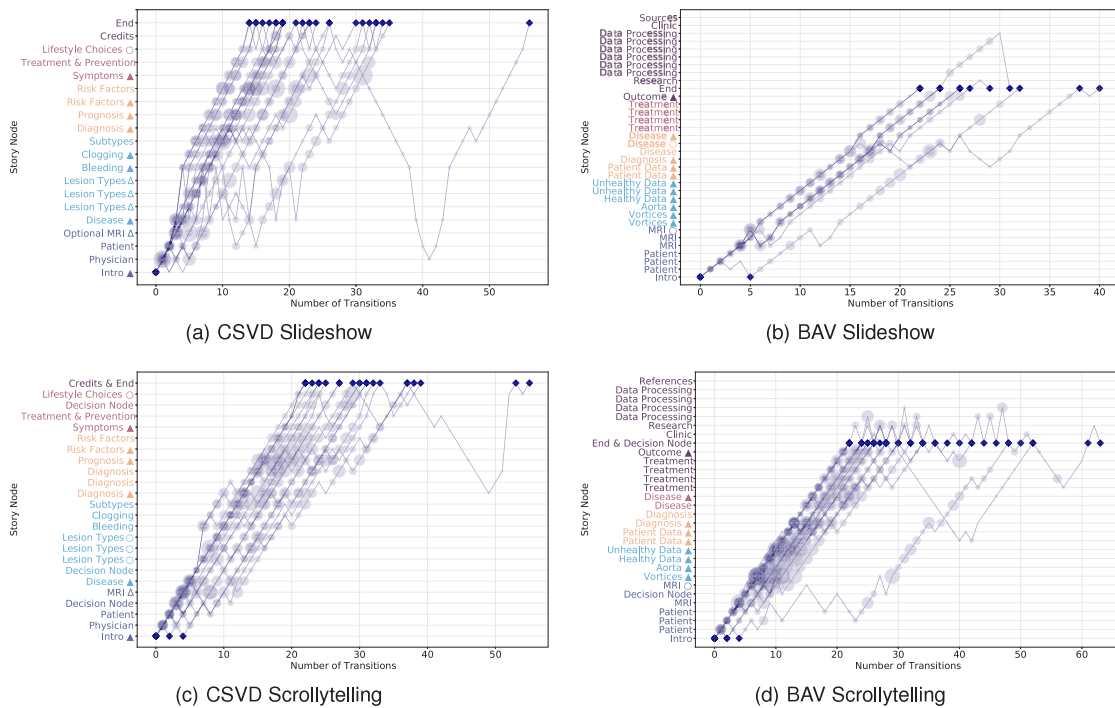 End
Credits
Lifestyle Choices ○
Treatment & Prevention
Symptoms ▲
Risk Factors
Risk Factors ▲
Prognosis ▲
Diagnosis ▲
Subtypes
Clogging ▲
Bleeding ▲
Lesion Types Δ
Lesion Types Δ
Lesion Types Δ
Disease ▲
Optional MRI Δ
Patient
Physician
Intro ▲
Story Node
0 10 20 30 40 50
Number of Transitions
(a) CSVD Slideshow
Sources
Clinic
Data Processing
Data Processing
Data Processing
Data Processing
Data Processing
Data Processing
Research
End
Outcome ▲
Treatment
Treatment
Treatment
Treatment
Disease ▲
Disease ○
Disease
Diagnosis ▲
Patient Data ▲
Patient Data ▲
Unhealthy Data ▲
Unhealthy Data ▲
Healthy Data ▲
Aorta ▲
Vortices ▲
Vortices ▲
MRI ○
MRI
MRI
Patient
Patient
Patient
Intro
Story Node
0 5 10 15 20 25 30 35 40
Number of Transitions
(b) BAV Slideshow
Credits & End
Lifestyle Choices ○
Decision Node
Treatment & Prevention
Symptoms ▲
Risk Factors
Risk Factors ▲
Prognosis ▲
Diagnosis
Diagnosis
Diagnosis ▲
Subtypes
Clogging
Bleeding
Lesion Types ○
Lesion Types ○
Lesion Types ○
Decision Node
Disease ▲
MRI Δ
Decision Node
Patient
Physician
Intro ▲
Story Node
0 10 20 30 40 50
Number of Transitions
(c) CSVD Scrollytelling
References
Data Processing
Data Processing
Data Processing
Data Processing
Research
Clinic
End & Decision Node
Outcome ▲
Treatment
Treatment
Treatment
Treatment
Disease ▲
Disease
Diagnosis
Diagnosis ▲
Patient Data ▲
Patient Data ▲
Unhealthy Data ▲
Healthy Data ▲
Aorta ▲
Vortices ▲
MRI ○
Decision Node
MRI
Patient
Patient
Patient
Intro
Story Node
0 10 20 30 40 50 60
Number of Transitions
(d) BAV Scrollytelling